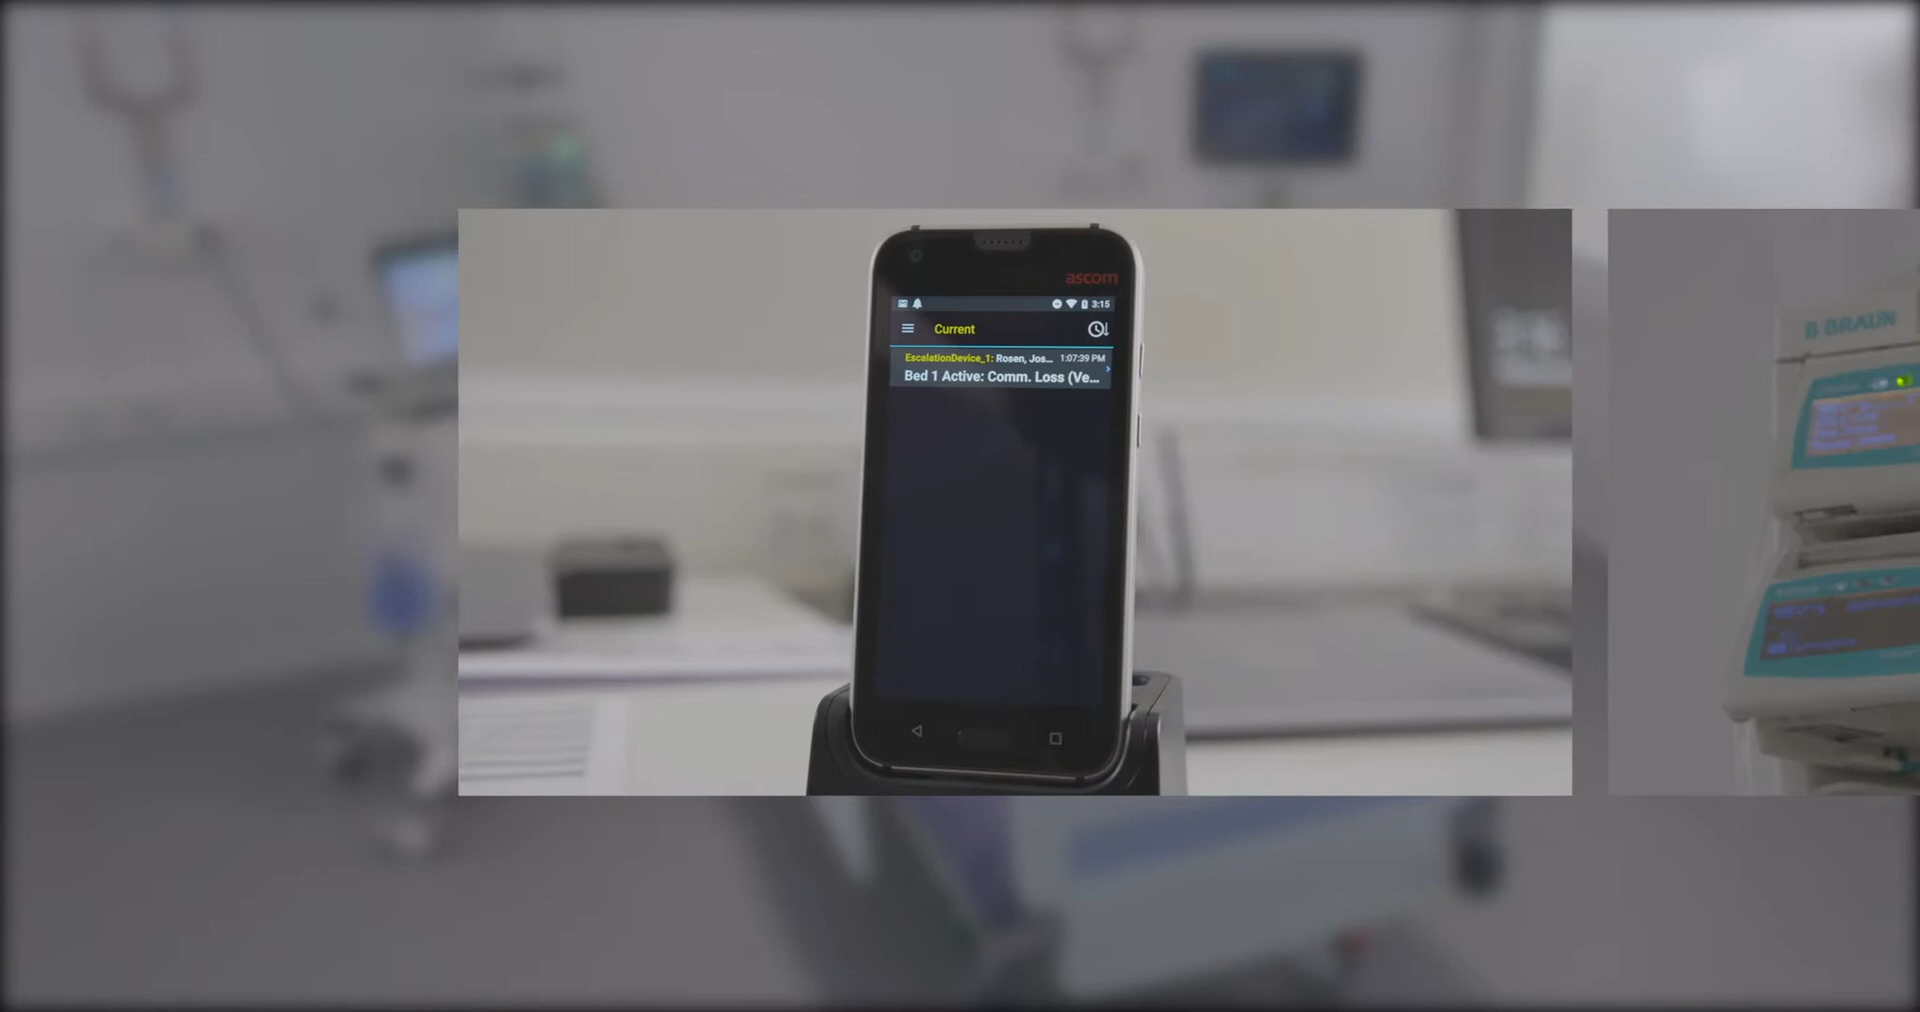 ascom
3:15
Current
EscalationDevice_1: Rosen, Jos... 1:07:39 PM
Bed 1 Active: Comm. Loss (Ve...
B BRAUN